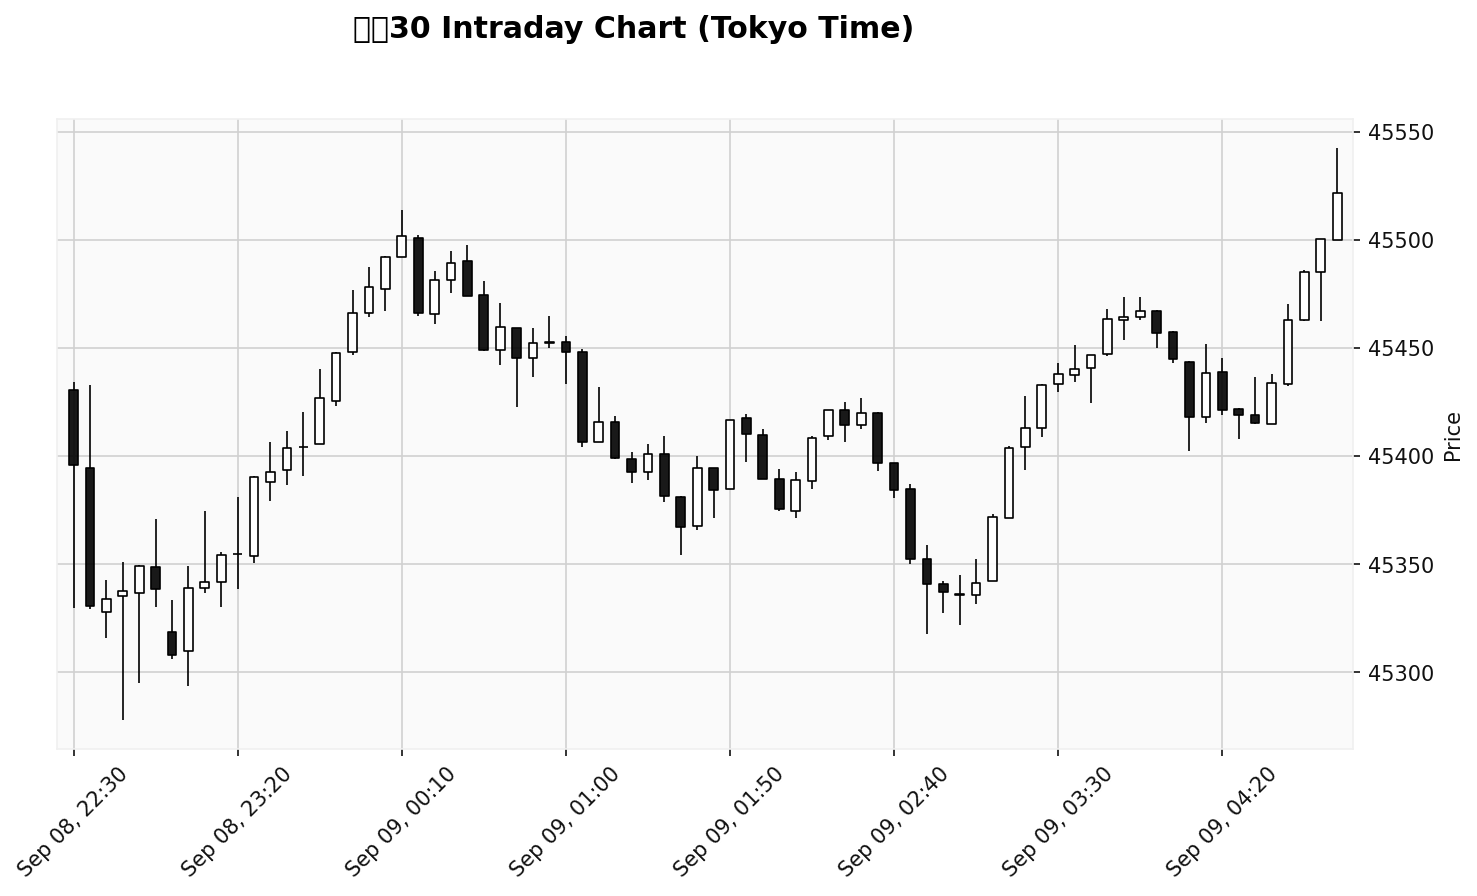 30 Intraday Chart (Tokyo Time)
45550
45500
45450
45400
45350
45300
Price
Sep 08, 22:30
Sep 08, 23:20
Sep 09, 00:10
Sep 09, 01:00
Sep 09, 01:50
Sep 09, 02:40
Sep 09, 03:30
Sep 09, 04:20